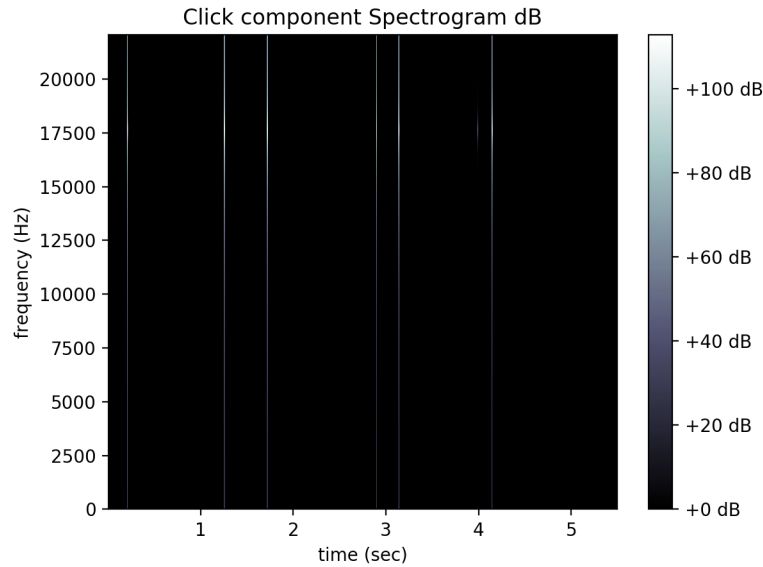 Click component Spectrogram dB
frequency (Hz)
20000
17500
15000
12500
10000
7500
5000
2500
0
1 2 3 4 5
time (sec)
+100 dB
+80 dB
+60 dB
+40 dB
+20 dB
+0 dB